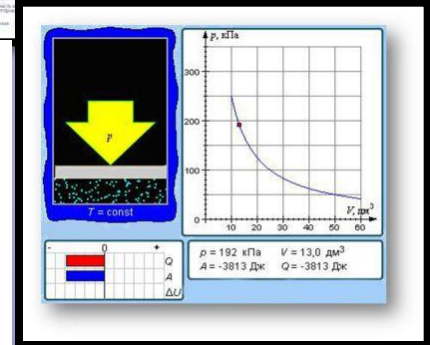 p, кПа
300
200
100
0
10 20 30 40 50 60
V, дм³
p
T = const
- 0 +
Q
A
ΔU
p = 192 кПа V = 13,0 дм³
A = -3813 Дж Q = -3813 Дж